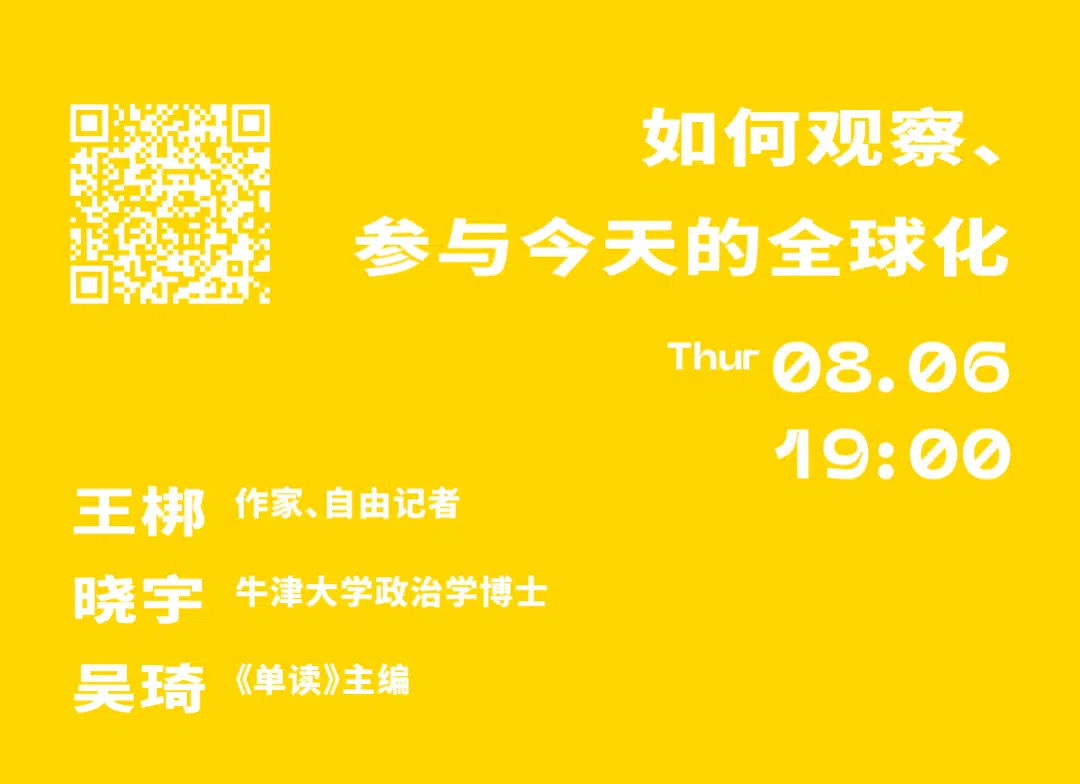 如何观察、
参与今天的全球化
Thur 08.06
19:00
王梆 作家、自由记者
晓宇 牛津大学政治学博士
吴琦 《单读》主编